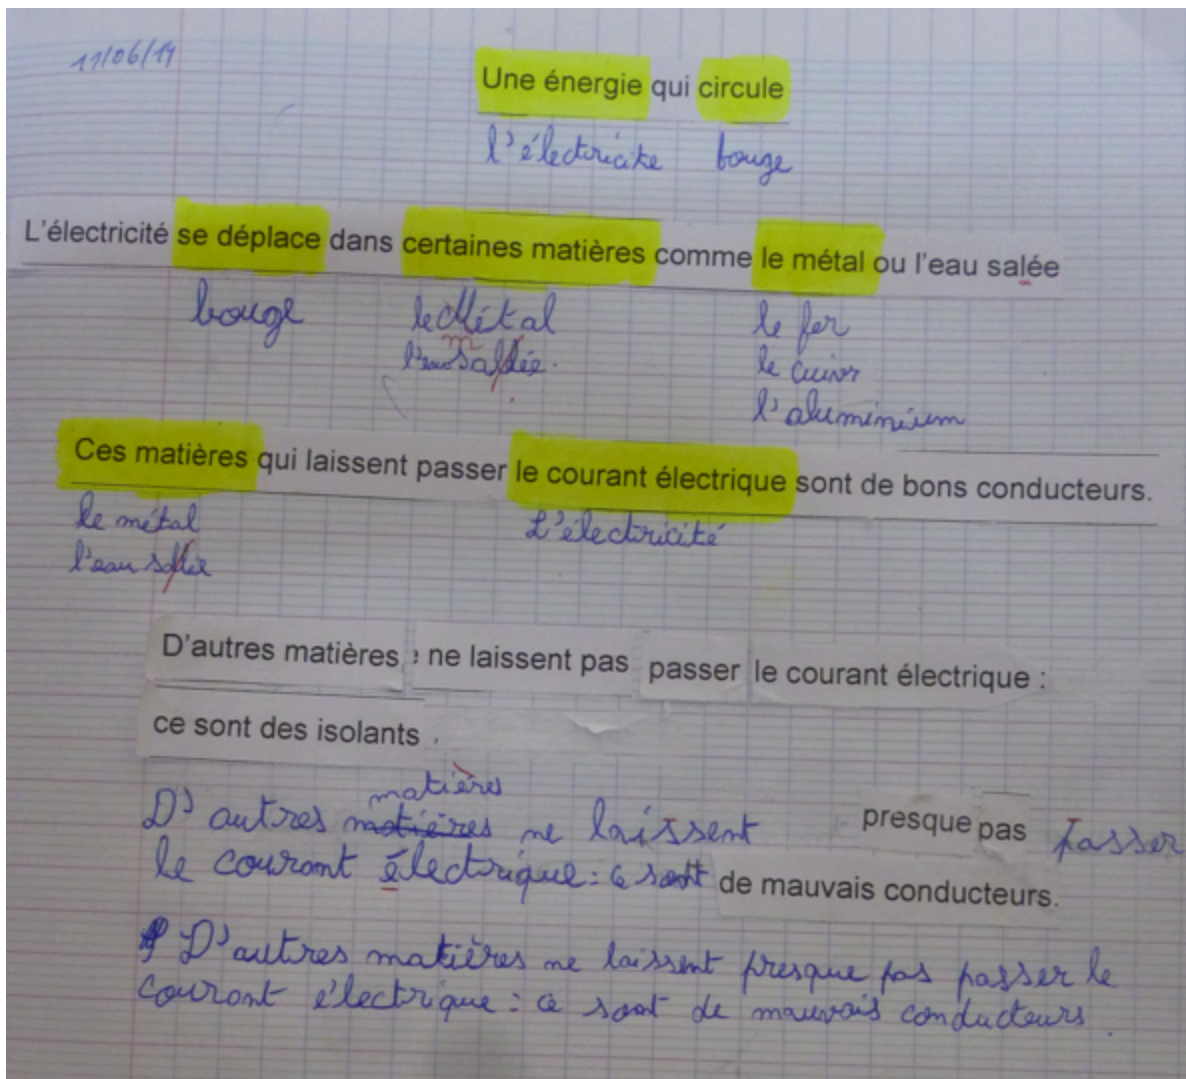 11/06/14
Une énergie qui circule
l'électricite bouge
L'électricité se déplace dans certaines matières comme le métal ou l'eau salée
bouge le Métal le fer
m
l'eau Sallée. le cuivr
l'aluminium
Ces matières qui laissent passer le courant électrique sont de bons conducteurs.
le métal L'électricité
l'eau sallée
D'autres matières ne laissent pas passer le courant électrique :
ce sont des isolants .
matières
D'autres matières ne laissent presque pas passer
le courant électrique : ce sont de mauvais conducteurs.
D'autres matières ne laissent presque pas passer le
courant électrique : ce sont de mauvais conducteurs.